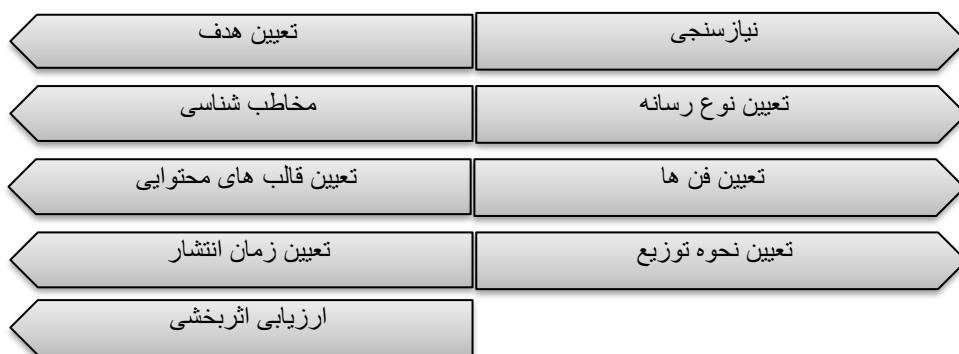 نیازسنجی
تعیین هدف
تعیین نوع رسانه
مخاطب شناسی
تعیین فن ها
تعیین قالب های محتوایی
تعیین نحوه توزیع
تعیین زمان انتشار
ارزیابی اثربخشی